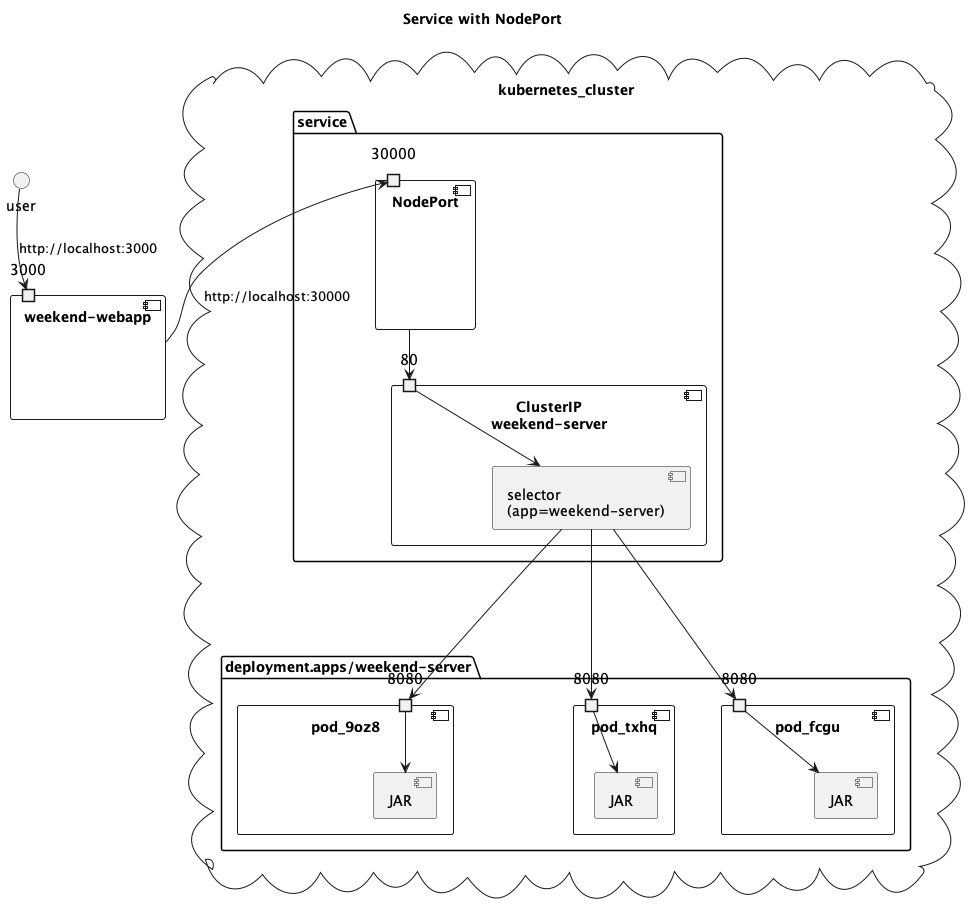 Service with NodePort
kubernetes_cluster
service
30000
NodePort
user
http://localhost:3000
3000
weekend-webapp
http://localhost:30000
80
ClusterIP
weekend-server
selector
(app=weekend-server)
deployment.apps/weekend-server
8080
8080
8080
pod_9oz8
pod_txhq
pod_fcgu
JAR
JAR
JAR